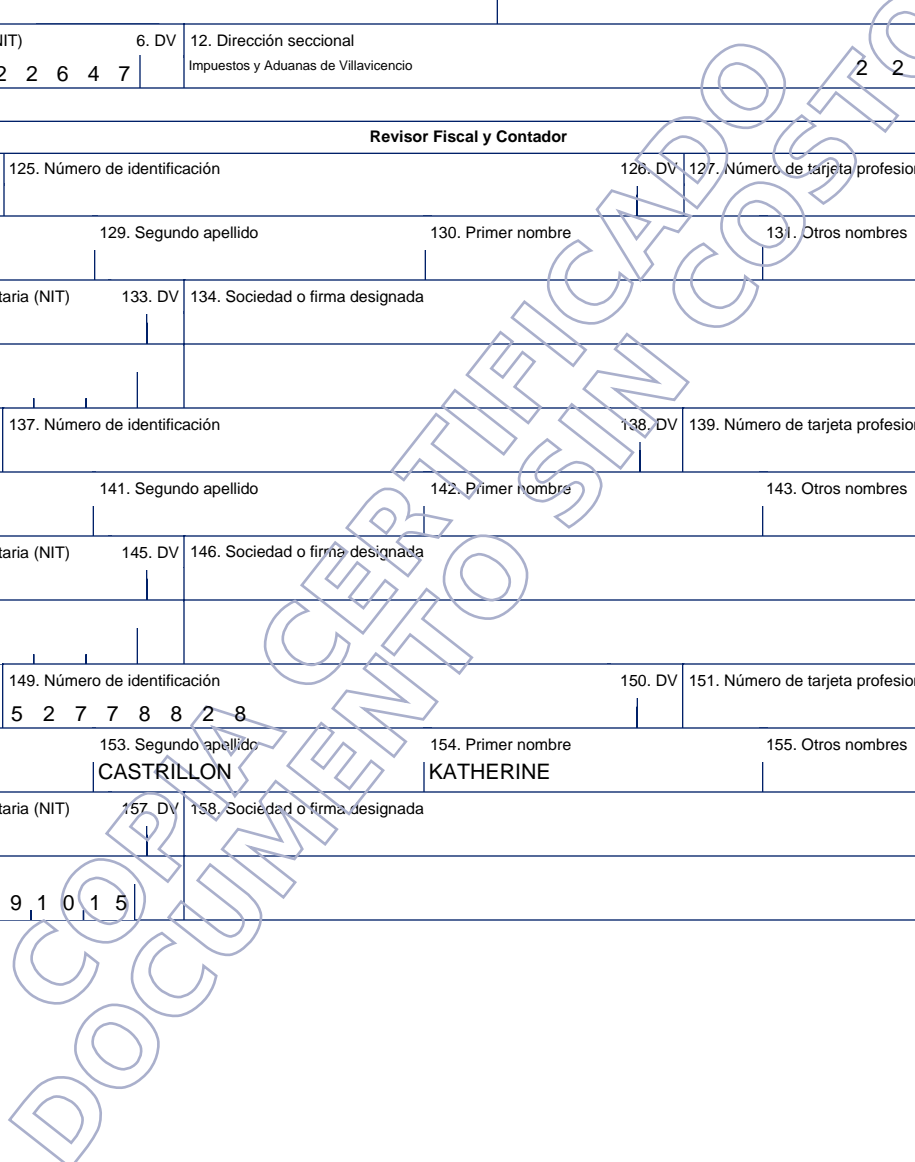 NIT) 6. DV 12. Dirección seccional
2 2 6 4 7 Impuestos y Aduanas de Villavicencio 2 2
Revisor Fiscal y Contador
125. Número de identificación 126. DV 127. Número de tarjeta profesion
129. Segundo apellido 130. Primer nombre 131. Otros nombres
taria (NIT) 133. DV 134. Sociedad o firma designada
137. Número de identificación 138. DV 139. Número de tarjeta profesion
141. Segundo apellido 142. Primer nombre 143. Otros nombres
taria (NIT) 145. DV 146. Sociedad o firma designada
149. Número de identificación 150. DV 151. Número de tarjeta profesion
5 2 7 7 8 8 2 8
153. Segundo apellido 154. Primer nombre 155. Otros nombres
CASTRILLON KATHERINE
taria (NIT) 157. DV 158. Sociedad o firma designada
9 1 0 1 5
COPIA CERTIFICADO
DOCUMENTO SIN COSTO